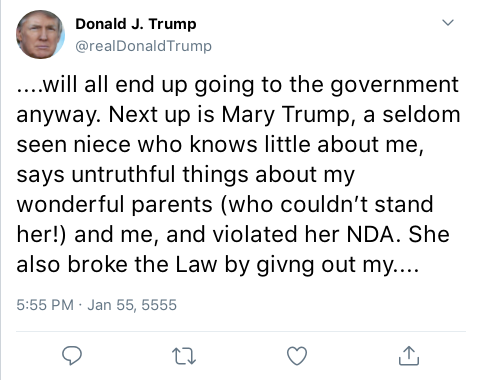 Donald J. Trump
@realDonaldTrump
....will all end up going to the government
anyway. Next up is Mary Trump, a seldom
seen niece who knows little about me,
says untruthful things about my
wonderful parents (who couldn’t stand
her!) and me, and violated her NDA. She
also broke the Law by givng out my....
5:55 PM · Jan 55, 5555